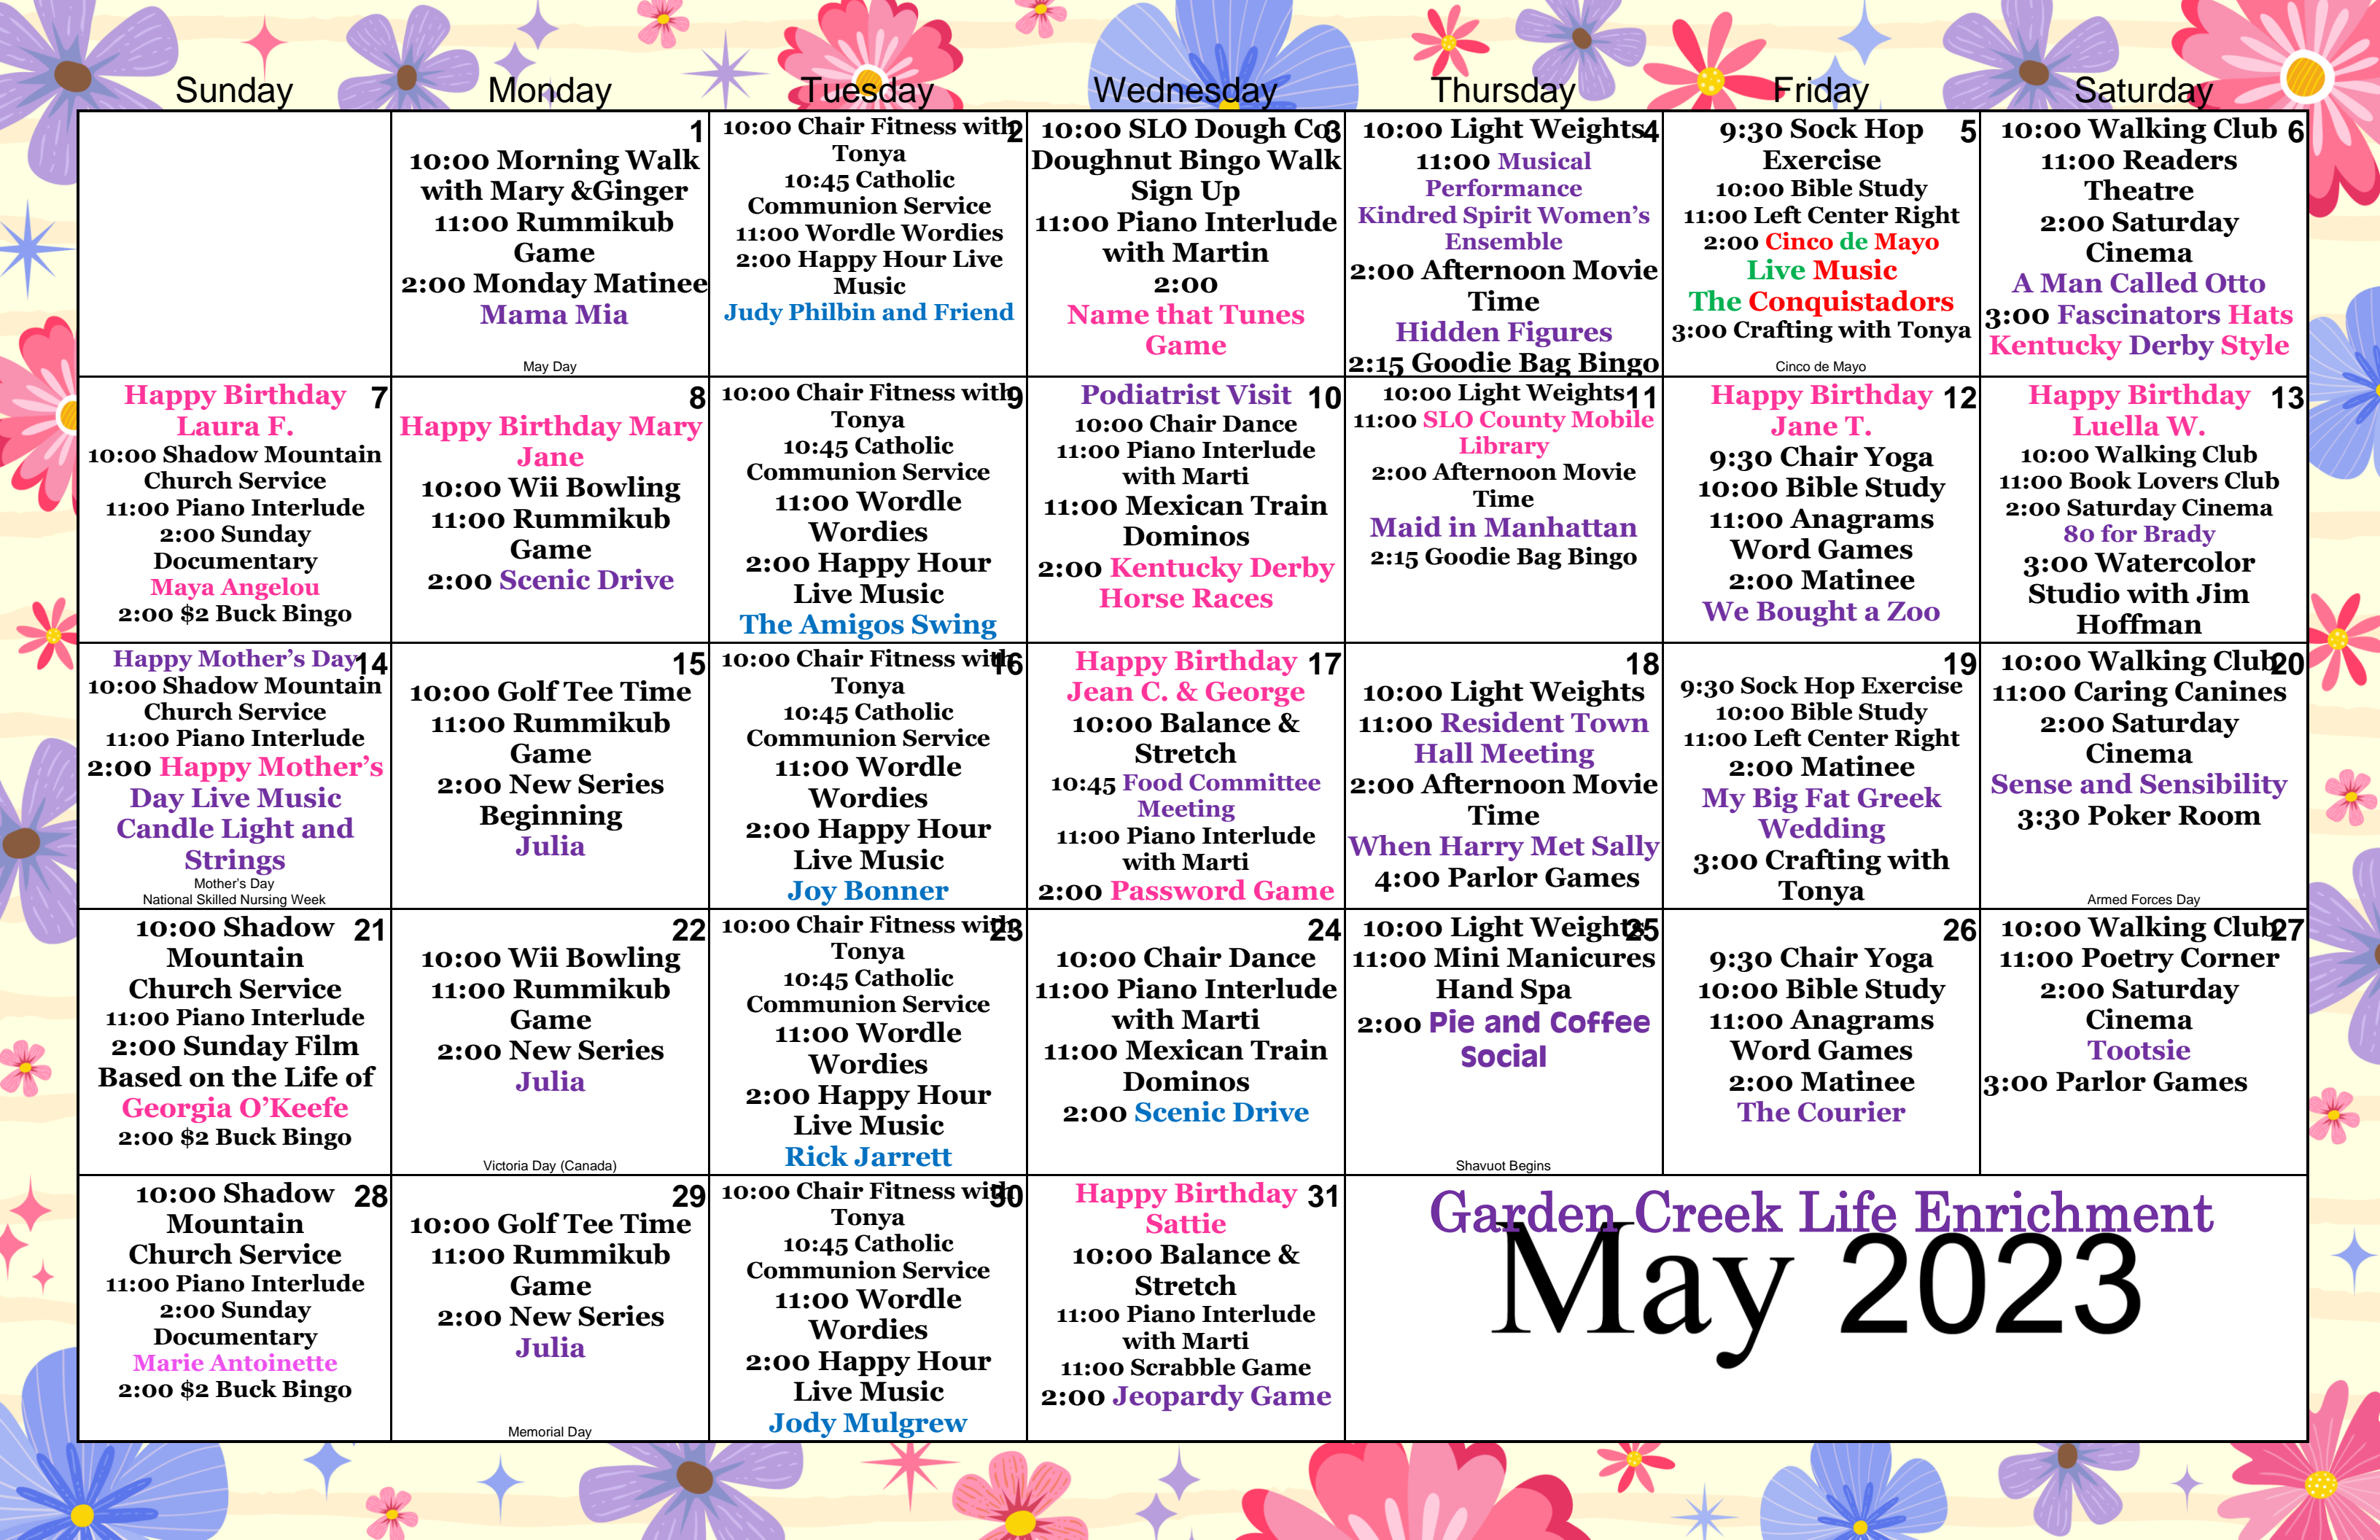 Sunday Monday Tuesday Wednesday Thursday Friday Saturday
1
10:00 Morning Walk
with Mary &Ginger
11:00 Rummikub
Game
2:00 Monday Matinee
Mama Mia
May Day
2
10:00 Chair Fitness with
Tonya
10:45 Catholic
Communion Service
11:00 Wordle Wordies
2:00 Happy Hour Live
Music
Judy Philbin and Friend
3
10:00 SLO Dough Co.
Doughnut Bingo Walk
Sign Up
11:00 Piano Interlude
with Martin
2:00
Name that Tunes
Game
4
10:00 Light Weights
11:00 Musical
Performance
Kindred Spirit Women's
Ensemble
2:00 Afternoon Movie
Time
Hidden Figures
2:15 Goodie Bag Bingo
5
9:30 Sock Hop
Exercise
10:00 Bible Study
11:00 Left Center Right
2:00 Cinco de Mayo
Live Music
The Conquistadors
3:00 Crafting with Tonya
Cinco de Mayo
6
10:00 Walking Club
11:00 Readers
Theatre
2:00 Saturday
Cinema
A Man Called Otto
3:00 Fascinators Hats
Kentucky Derby Style
7
Happy Birthday
Laura F.
10:00 Shadow Mountain
Church Service
11:00 Piano Interlude
2:00 Sunday
Documentary
Maya Angelou
2:00 $2 Buck Bingo
8
Happy Birthday Mary
Jane
10:00 Wii Bowling
11:00 Rummikub
Game
2:00 Scenic Drive
9
10:00 Chair Fitness with
Tonya
10:45 Catholic
Communion Service
11:00 Wordle
Wordies
2:00 Happy Hour
Live Music
The Amigos Swing
10
Podiatrist Visit
10:00 Chair Dance
11:00 Piano Interlude
with Marti
11:00 Mexican Train
Dominos
2:00 Kentucky Derby
Horse Races
11
10:00 Light Weights
11:00 SLO County Mobile
Library
2:00 Afternoon Movie
Time
Maid in Manhattan
2:15 Goodie Bag Bingo
12
Happy Birthday
Jane T.
9:30 Chair Yoga
10:00 Bible Study
11:00 Anagrams
Word Games
2:00 Matinee
We Bought a Zoo
13
Happy Birthday
Luella W.
10:00 Walking Club
11:00 Book Lovers Club
2:00 Saturday Cinema
80 for Brady
3:00 Watercolor
Studio with Jim
Hoffman
14
Happy Mother's Day
10:00 Shadow Mountain
Church Service
11:00 Piano Interlude
2:00 Happy Mother's
Day Live Music
Candle Light and
Strings
Mother's Day
National Skilled Nursing Week
15
10:00 Golf Tee Time
11:00 Rummikub
Game
2:00 New Series
Beginning
Julia
16
10:00 Chair Fitness with
Tonya
10:45 Catholic
Communion Service
11:00 Wordle
Wordies
2:00 Happy Hour
Live Music
Joy Bonner
17
Happy Birthday
Jean C. & George
10:00 Balance &
Stretch
10:45 Food Committee
Meeting
11:00 Piano Interlude
with Marti
2:00 Password Game
18
10:00 Light Weights
11:00 Resident Town
Hall Meeting
2:00 Afternoon Movie
Time
When Harry Met Sally
4:00 Parlor Games
19
9:30 Sock Hop Exercise
10:00 Bible Study
11:00 Left Center Right
2:00 Matinee
My Big Fat Greek
Wedding
3:00 Crafting with
Tonya
20
10:00 Walking Club
11:00 Caring Canines
2:00 Saturday
Cinema
Sense and Sensibility
3:30 Poker Room
Armed Forces Day
21
10:00 Shadow
Mountain
Church Service
11:00 Piano Interlude
2:00 Sunday Film
Based on the Life of
Georgia O'Keefe
2:00 $2 Buck Bingo
22
10:00 Wii Bowling
11:00 Rummikub
Game
2:00 New Series
Julia
Victoria Day (Canada)
23
10:00 Chair Fitness with
Tonya
10:45 Catholic
Communion Service
11:00 Wordle
Wordies
2:00 Happy Hour
Live Music
Rick Jarrett
24
10:00 Chair Dance
11:00 Piano Interlude
with Marti
11:00 Mexican Train
Dominos
2:00 Scenic Drive
25
10:00 Light Weights
11:00 Mini Manicures
Hand Spa
2:00 Pie and Coffee
Social
Shavuot Begins
26
9:30 Chair Yoga
10:00 Bible Study
11:00 Anagrams
Word Games
2:00 Matinee
The Courier
27
10:00 Walking Club
11:00 Poetry Corner
2:00 Saturday
Cinema
Tootsie
3:00 Parlor Games
28
10:00 Shadow
Mountain
Church Service
11:00 Piano Interlude
2:00 Sunday
Documentary
Marie Antoinette
2:00 $2 Buck Bingo
29
10:00 Golf Tee Time
11:00 Rummikub
Game
2:00 New Series
Julia
Memorial Day
30
10:00 Chair Fitness with
Tonya
10:45 Catholic
Communion Service
11:00 Wordle
Wordies
2:00 Happy Hour
Live Music
Jody Mulgrew
31
Happy Birthday
Sattie
10:00 Balance &
Stretch
11:00 Piano Interlude
with Marti
11:00 Scrabble Game
2:00 Jeopardy Game
Garden Creek Life Enrichment
May 2023